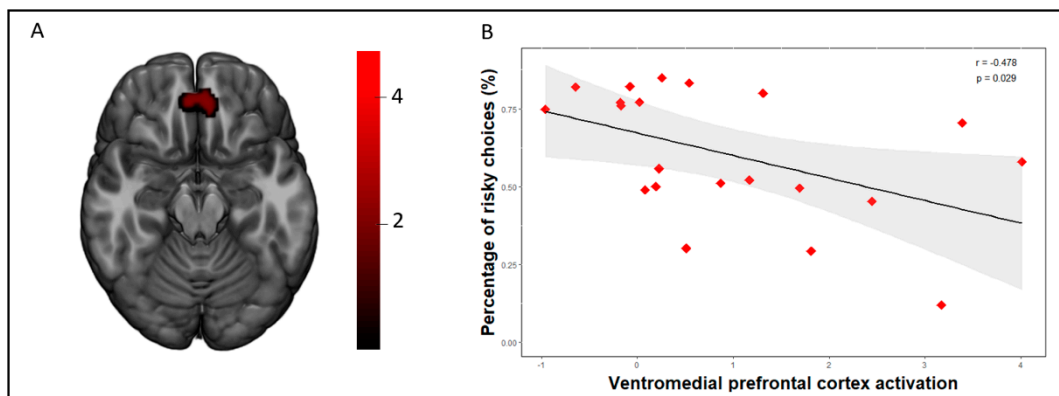 A
4
2
B
r = -0.478
p = 0.029
Percentage of risky choices (%)
0.75
0.50
0.25
0.00
-1
0
1
2
3
4
Ventromedial prefrontal cortex activation